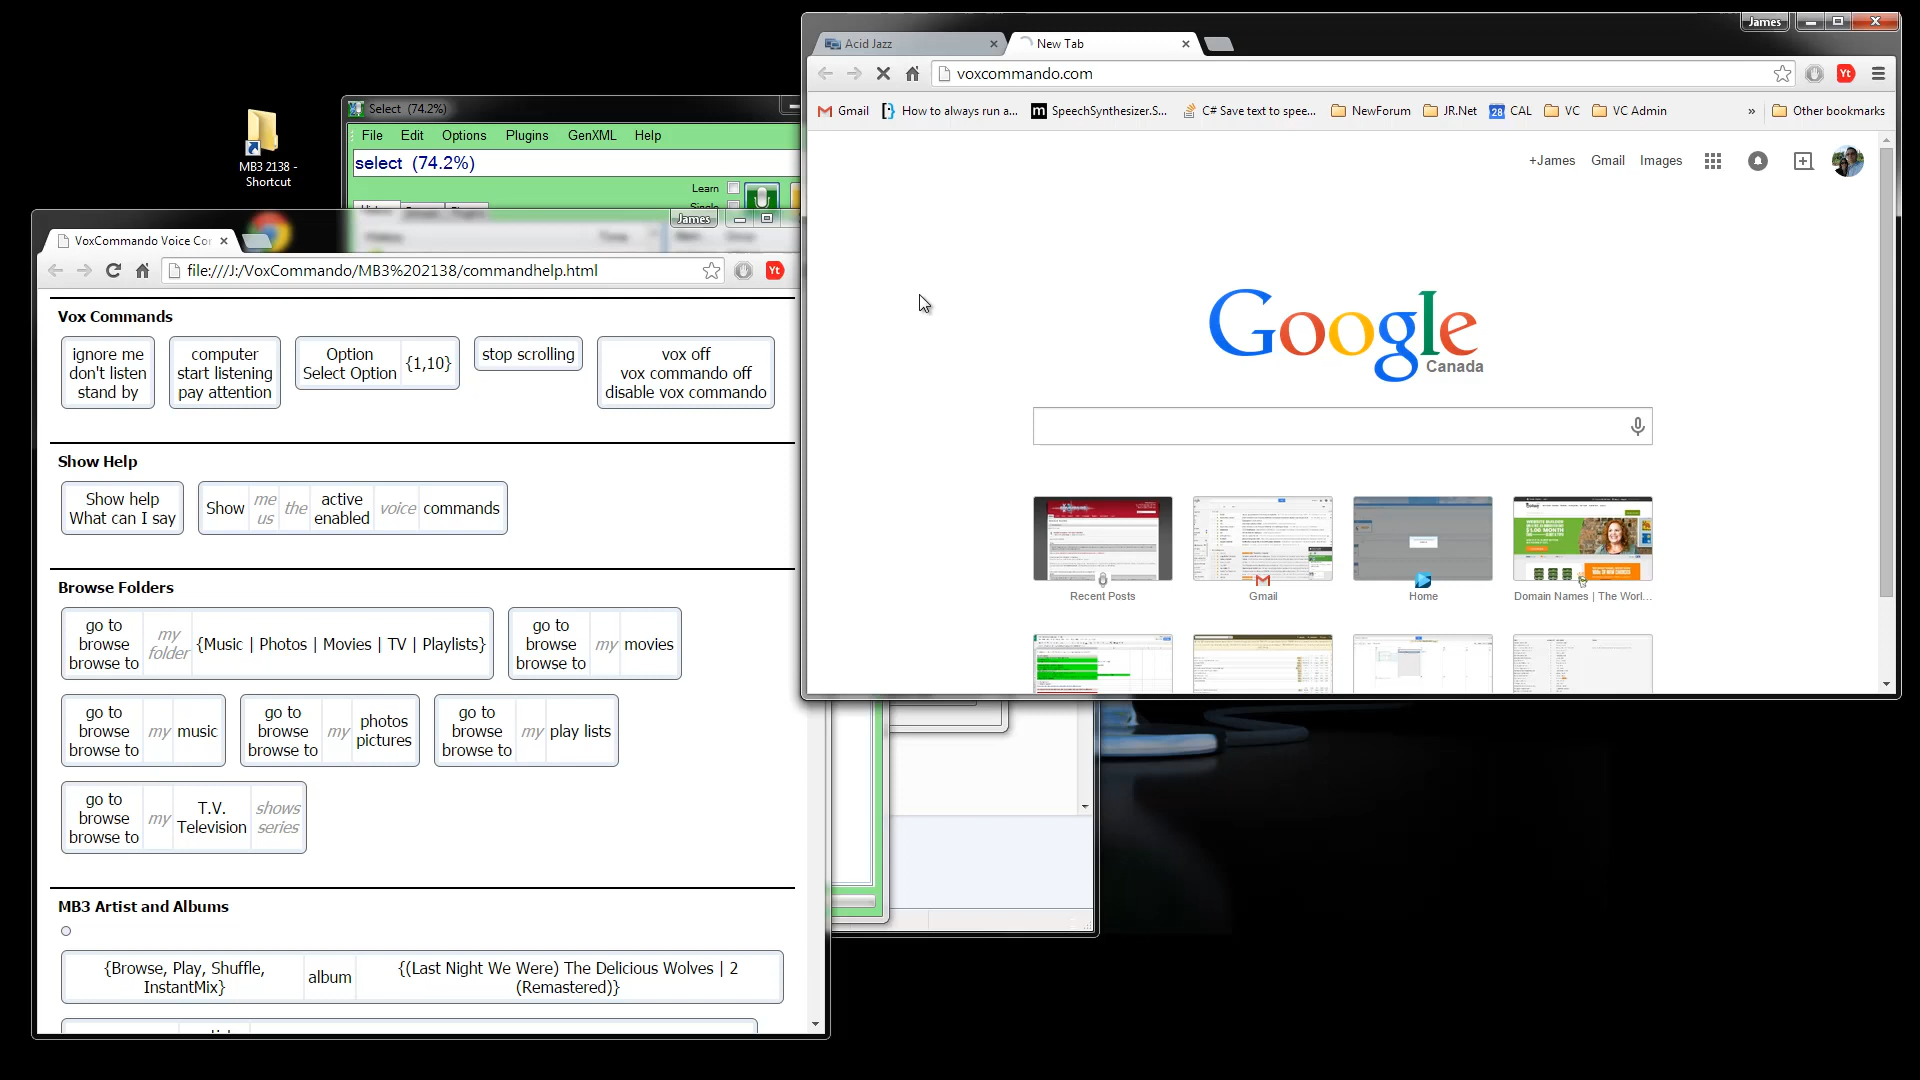 MB3 2138 -
Shortcut
Select (74.2%)
File Edit Options Plugins GenXML Help
select (74.2%)
Learn
James
VoxCommando Voice Cor
file:///J:/VoxCommando/MB3%202138/commandhelp.html
Yt
Vox Commands
ignore me
don't listen
stand by
computer
start listening
pay attention
Option
Select Option
{1,10}
stop scrolling
vox off
vox commando off
disable vox commando
Show Help
Show help
What can I say
Show
me
us
the
active
enabled
voice
commands
Browse Folders
go to
browse
browse to
my
folder
{Music | Photos | Movies | TV | Playlists}
go to
browse
browse to
my
movies
go to
browse
browse to
my
music
go to
browse
browse to
my
photos
pictures
go to
browse
browse to
my
play lists
go to
browse
browse to
my
T.V.
Television
shows
series
MB3 Artist and Albums
{Browse, Play, Shuffle,
InstantMix}
album
{(Last Night We Were) The Delicious Wolves | 2
(Remastered)}
James
Acid Jazz
New Tab
voxcommando.com
Yt
Gmail
How to always run a...
SpeechSynthesizer.S...
C# Save text to spee...
NewForum
JR.Net
28 CAL
VC
VC Admin
»
Other bookmarks
+James Gmail Images
Google
Canada
Recent Posts
Gmail
Home
Domain Names | The Worl...